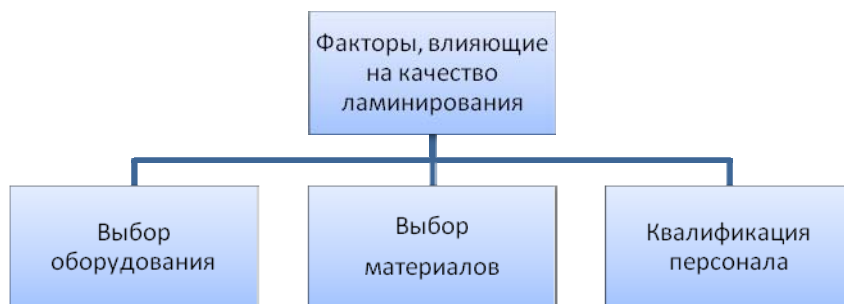 Факторы, влияющие
на качество
ламинирования
Выбор
оборудования
Выбор
материалов
Квалификация
персонала